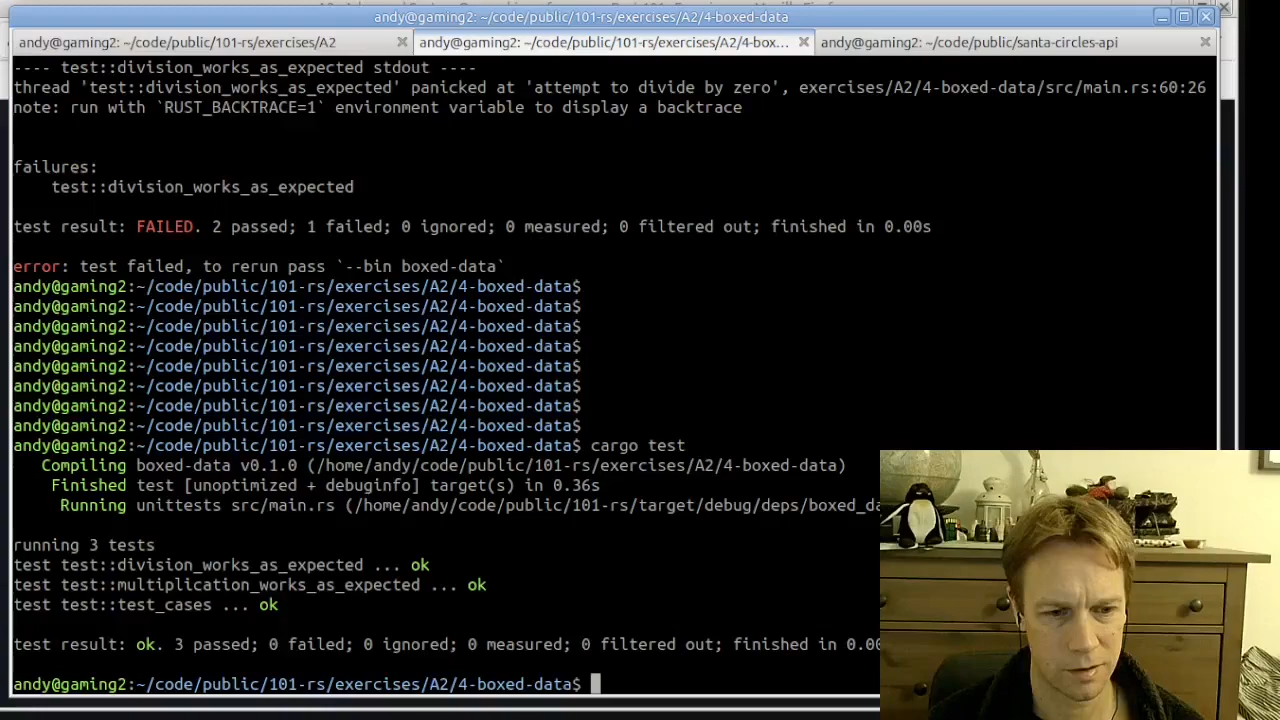 andy@gaming2: ~/code/public/101-rs/exercises/A2/4-boxed-data
andy@gaming2: ~/code/public/101-rs/exercises/A2
andy@gaming2: ~/code/public/101-rs/exercises/A2/4-box...
andy@gaming2: ~/code/public/santa-circles-api
---- test::division_works_as_expected stdout ----
thread 'test::division_works_as_expected' panicked at 'attempt to divide by zero', exercises/A2/4-boxed-data/src/main.rs:60:26
note: run with `RUST_BACKTRACE=1` environment variable to display a backtrace
failures:
test::division_works_as_expected
test result: FAILED. 2 passed; 1 failed; 0 ignored; 0 measured; 0 filtered out; finished in 0.00s
error: test failed, to rerun pass `--bin boxed-data`
andy@gaming2:~/code/public/101-rs/exercises/A2/4-boxed-data$
andy@gaming2:~/code/public/101-rs/exercises/A2/4-boxed-data$
andy@gaming2:~/code/public/101-rs/exercises/A2/4-boxed-data$
andy@gaming2:~/code/public/101-rs/exercises/A2/4-boxed-data$
andy@gaming2:~/code/public/101-rs/exercises/A2/4-boxed-data$
andy@gaming2:~/code/public/101-rs/exercises/A2/4-boxed-data$
andy@gaming2:~/code/public/101-rs/exercises/A2/4-boxed-data$
andy@gaming2:~/code/public/101-rs/exercises/A2/4-boxed-data$
andy@gaming2:~/code/public/101-rs/exercises/A2/4-boxed-data$ cargo test
Compiling boxed-data v0.1.0 (/home/andy/code/public/101-rs/exercises/A2/4-boxed-data)
Finished test [unoptimized + debuginfo] target(s) in 0.36s
Running unittests src/main.rs (/home/andy/code/public/101-rs/target/debug/deps/boxed_da
running 3 tests
test test::division_works_as_expected ... ok
test test::multiplication_works_as_expected ... ok
test test::test_cases ... ok
test result: ok. 3 passed; 0 failed; 0 ignored; 0 measured; 0 filtered out; finished in 0.00
andy@gaming2:~/code/public/101-rs/exercises/A2/4-boxed-data$